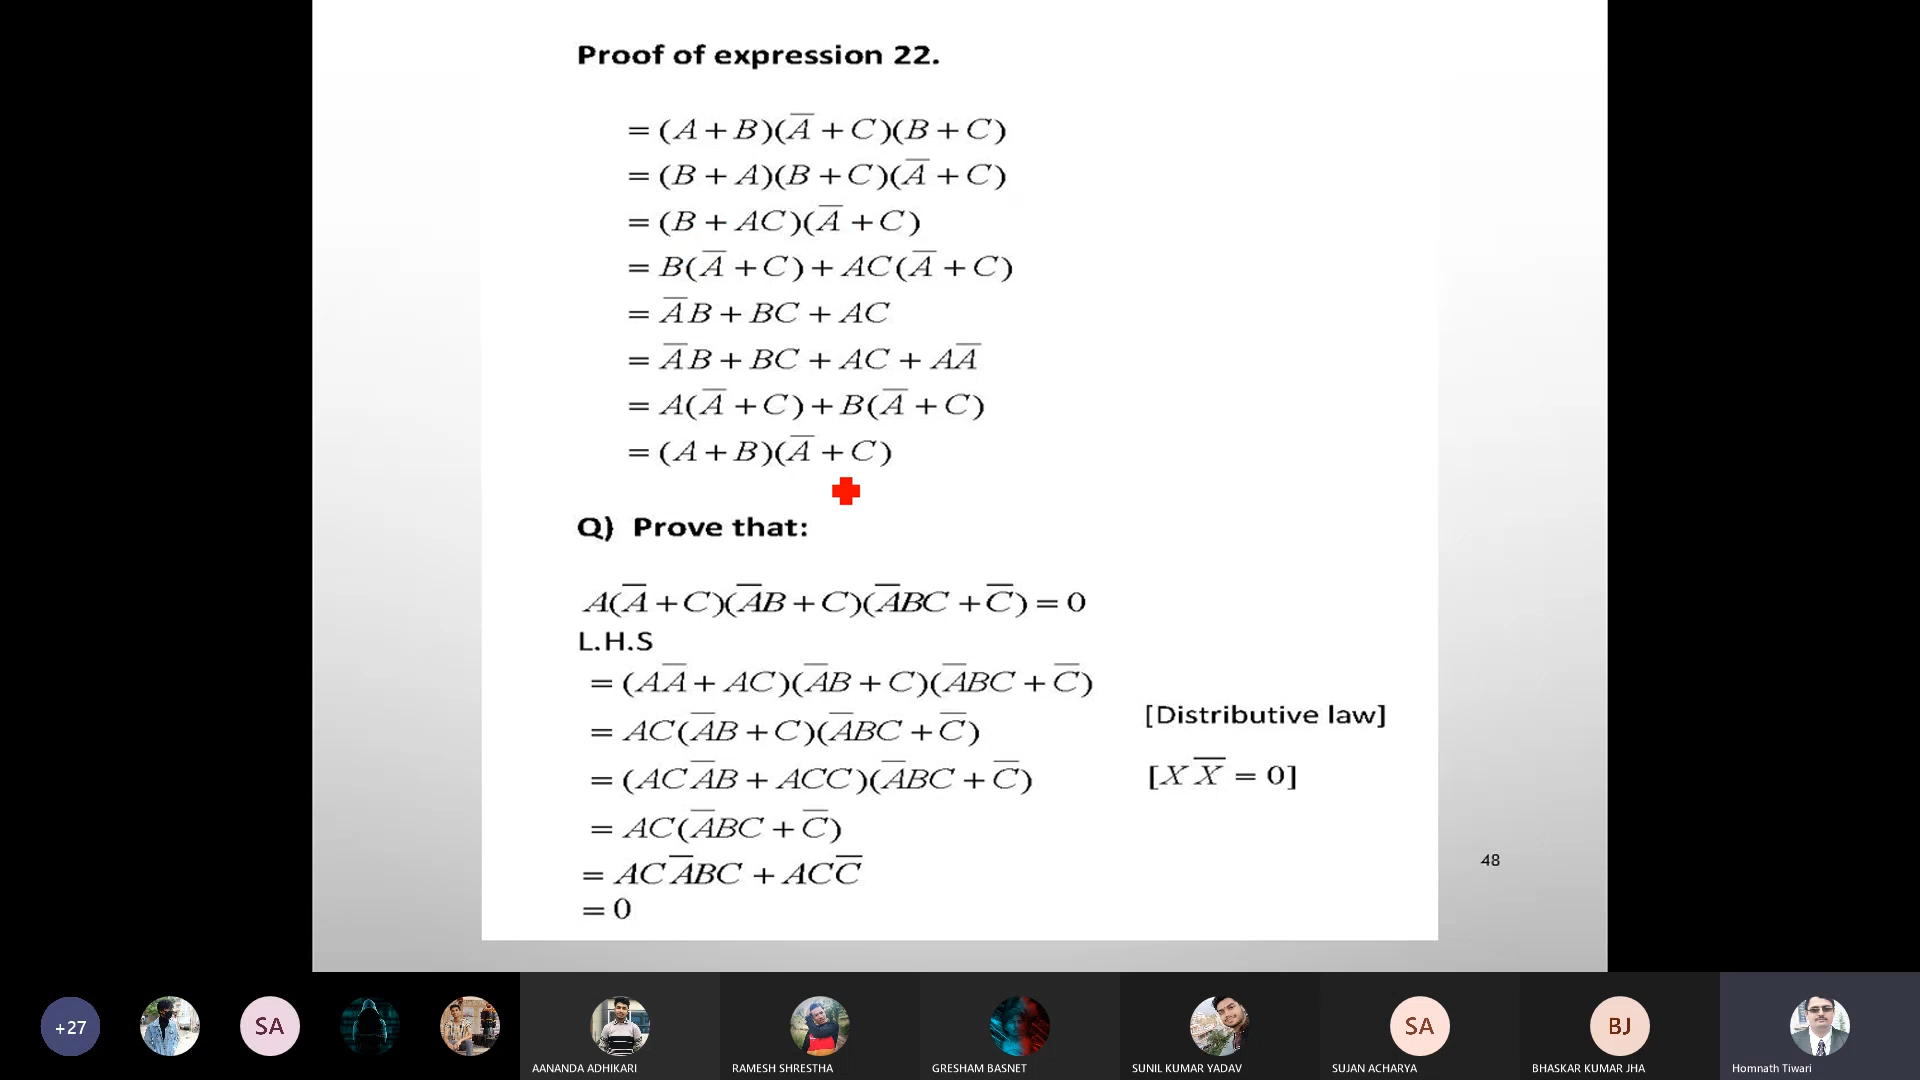 Proof of expression 22.
= (A + B)(A̅ + C)(B + C)
= (B + A)(B + C)(A̅ + C)
= (B + AC)(A̅ + C)
= B(A̅ + C) + AC(A̅ + C)
= A̅B + BC + AC
= A̅B + BC + AC + AA̅
= A(A̅ + C) + B(A̅ + C)
= (A + B)(A̅ + C)
Q) Prove that:
A(A̅ + C)(A̅B + C)(A̅BC + C̅) = 0
L.H.S
= (AA̅ + AC)(A̅B + C)(A̅BC + C̅)
[Distributive law]
= AC(A̅B + C)(A̅BC + C̅)
= (ACA̅B + ACC)(A̅BC + C̅)
[XX̅ = 0]
= AC(A̅BC + C̅)
= ACA̅BC + ACC̅
= 0
48
+27
SA
SA
BJ
AANANDA ADHIKARI
RAMESH SHRESTHA
GRESHAM BASNET
SUNIL KUMAR YADAV
SUJAN ACHARYA
BHASKAR KUMAR JHA
Homnath Tiwari